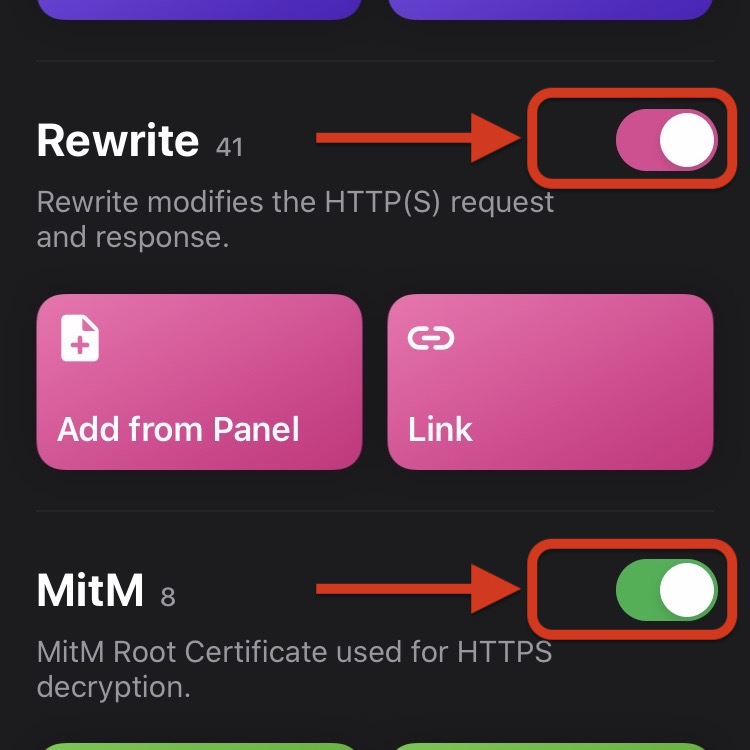 Rewrite 41
Rewrite modifies the HTTP(S) request
and response.
Add from Panel
Link
MitM 8
MitM Root Certificate used for HTTPS
decryption.